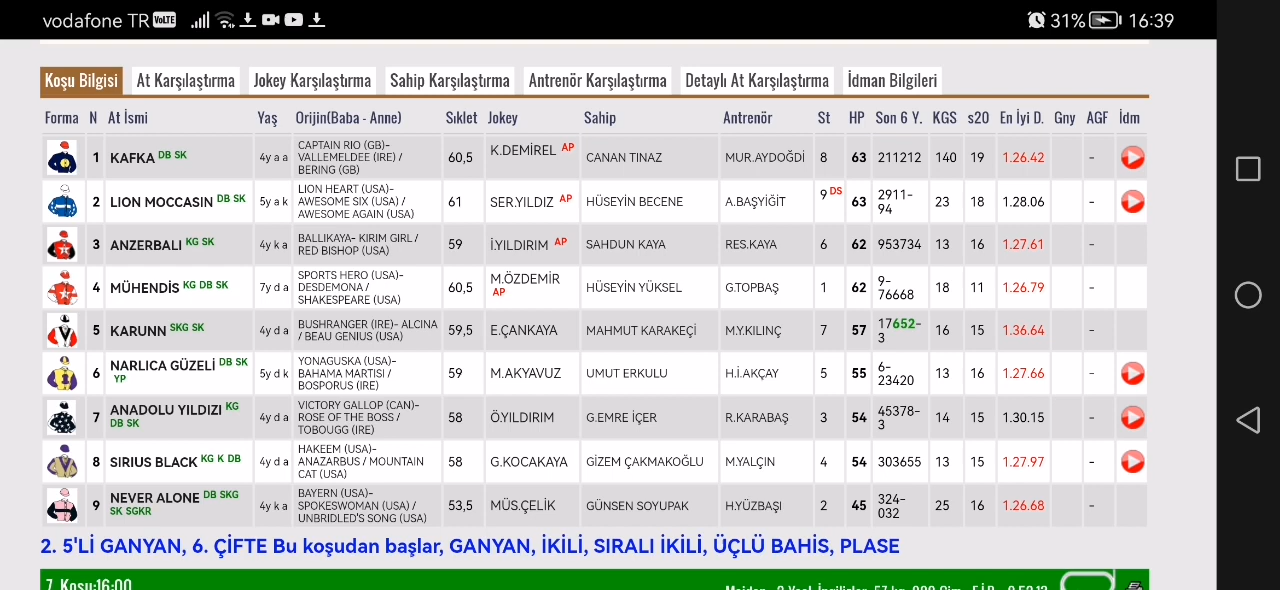 vodafone TR VoLTE 31% 16:39
Koşu Bilgisi At Karşılaştırma Jokey Karşılaştırma Sahip Karşılaştırma Antrenör Karşılaştırma Detaylı At Karşılaştırma İdman Bilgileri
Forma N At İsmi Yaş Orijin(Baba - Anne) Sıklet Jokey Sahip Antrenör St HP Son 6 Y. KGS s20 En İyi D. Gny AGF İdm
1 KAFKA DB SK 4y a a CAPTAIN RIO (GB)- VALLEMELDEE (IRE) / BERING (GB) 60,5 K.DEMİREL AP CANAN TINAZ MUR.AYDOĞDİ 8 63 211212 140 19 1.26.42 -
2 LION MOCCASIN DB SK 5y a k LION HEART (USA)- AWESOME SIX (USA) / AWESOME AGAIN (USA) 61 SER.YILDIZ AP HÜSEYİN BECENE A.BAŞYİĞİT 9 DS 63 2911-94 23 18 1.28.06 -
3 ANZERBALI KG SK 4y k a BALLIKAYA- KIRIM GIRL / RED BISHOP (USA) 59 İ.YILDIRIM AP SAHDUN KAYA RES.KAYA 6 62 953734 13 16 1.27.61 -
4 MÜHENDİS KG DB SK 7y d a SPORTS HERO (USA)- DESDEMONA / SHAKESPEARE (USA) 60,5 M.ÖZDEMİR AP HÜSEYİN YÜKSEL G.TOPBAŞ 1 62 9-76668 18 11 1.26.79 -
5 KARUNN SKG SK 4y d a BUSHRANGER (IRE)- ALCINA / BEAU GENIUS (USA) 59,5 E.ÇANKAYA MAHMUT KARAKEÇİ M.Y.KILINÇ 7 57 17652-3 16 15 1.36.64 -
6 NARLICA GÜZELİ DB SK YP 5y d k YONAGUSKA (USA)- BAHAMA MARTISI / BOSPORUS (IRE) 59 M.AKYAVUZ UMUT ERKULU H.İ.AKÇAY 5 55 6-23420 13 16 1.27.66 -
7 ANADOLU YILDIZI KG DB SK 4y d a VICTORY GALLOP (CAN)- ROSE OF THE BOSS / TOBOUGG (IRE) 58 Ö.YILDIRIM G.EMRE İÇER R.KARABAŞ 3 54 45378-3 14 15 1.30.15 -
8 SIRIUS BLACK KG K DB 4y d a HAKEEM (USA)- ANAZARBUS / MOUNTAIN CAT (USA) 58 G.KOCAKAYA GİZEM ÇAKMAKOĞLU M.YALÇIN 4 54 303655 13 15 1.27.97 -
9 NEVER ALONE DB SKG SK SGKR 4y k a BAYERN (USA)- SPOKESWOMAN (USA) / UNBRIDLED'S SONG (USA) 53,5 MÜS.ÇELİK GÜNSEN SOYUPAK H.YÜZBAŞI 2 45 324-032 25 16 1.26.68 -
2. 5'Lİ GANYAN, 6. ÇİFTE Bu koşudan başlar, GANYAN, İKİLİ, SIRALI İKİLİ, ÜÇLÜ BAHİS, PLASE
7. Koşu:16:00